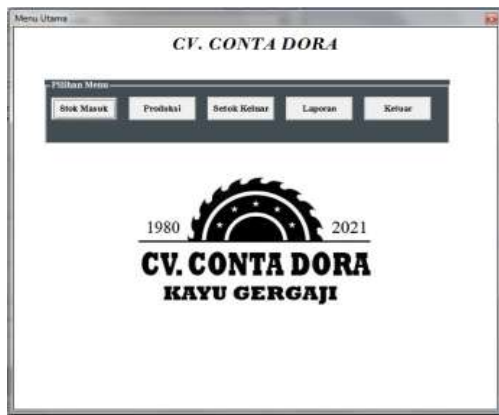 Menu Utama
CV. CONTA DORA
Pilihan Menu
Stok Masuk Produksi Setok Keluar Laporan Keluar
1980 2021
CV. CONTA DORA
KAYU GERGAJI